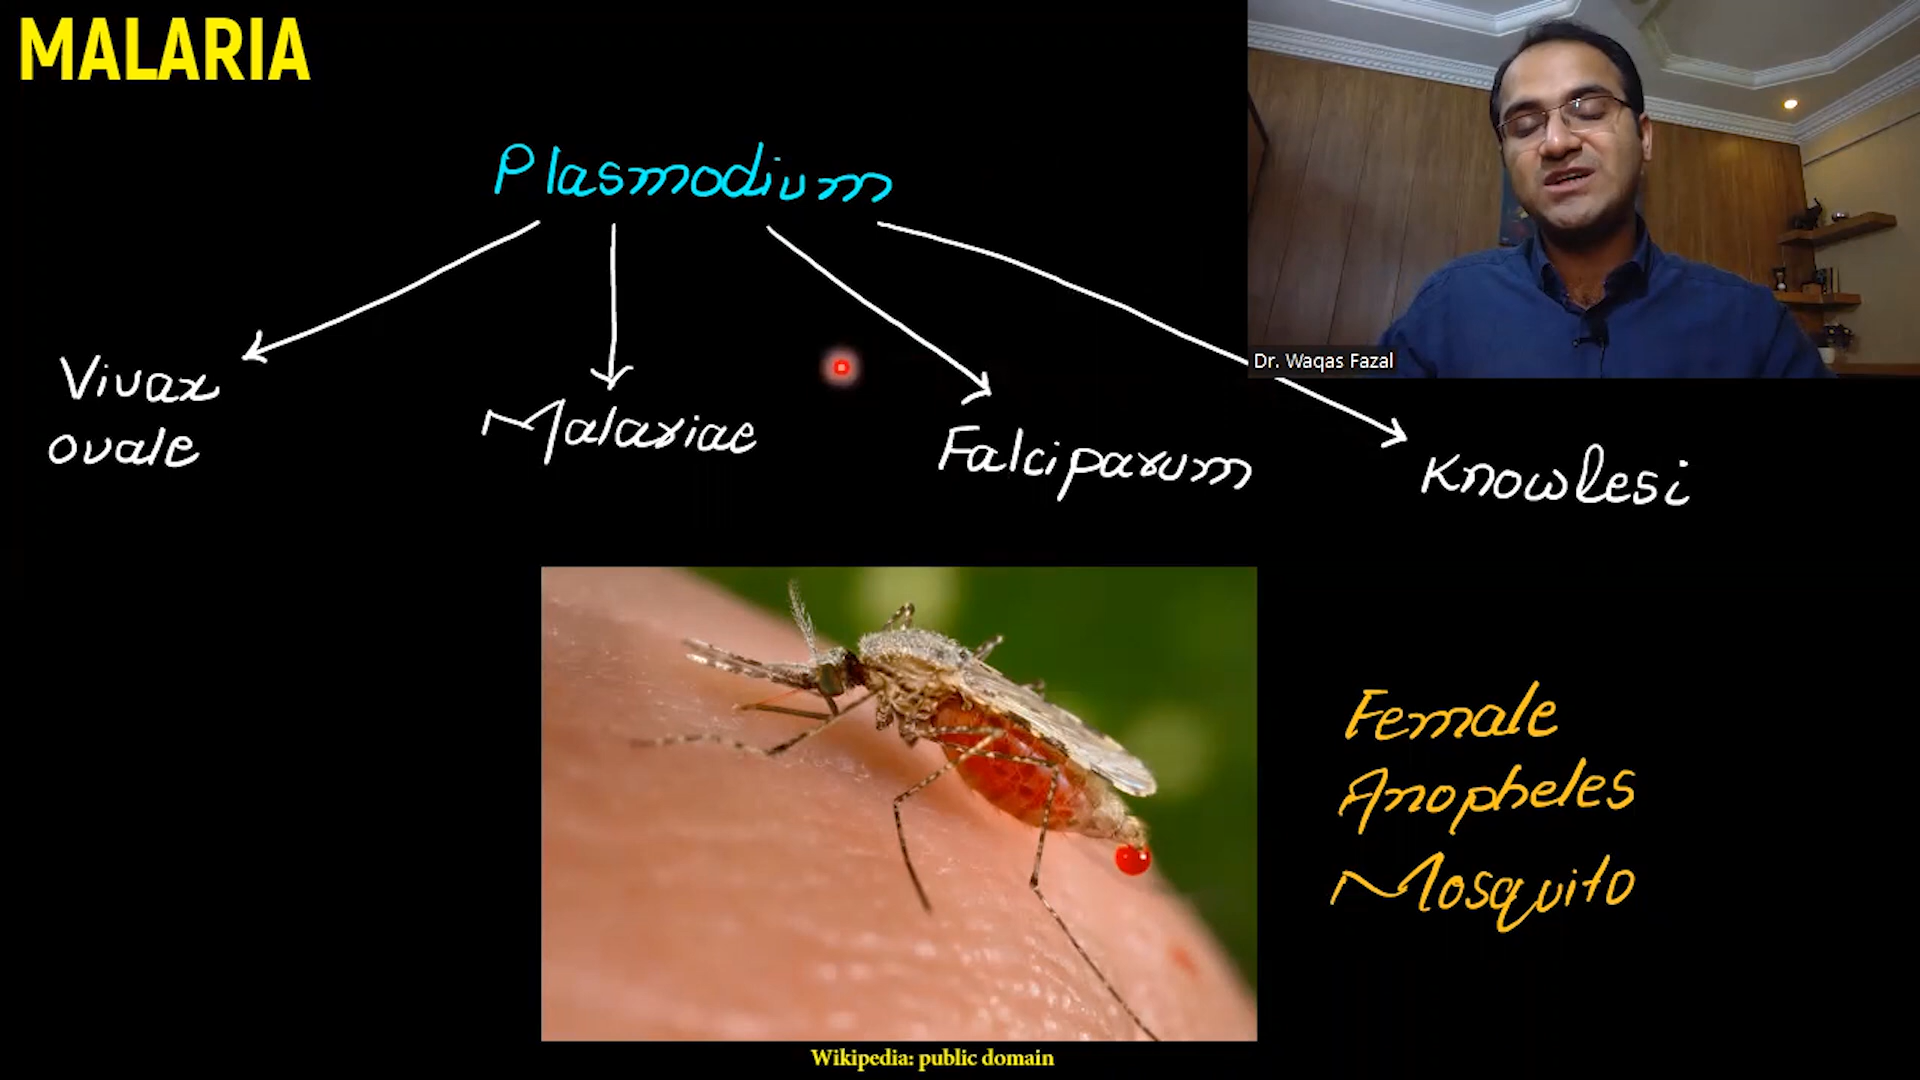 MALARIA
Plasmodium
Vivax
ovale
Malariae
Falciparum
Knowlesi
Dr. Waqas Fazal
Female
Anopheles
Mosquito
Wikipedia: public domain